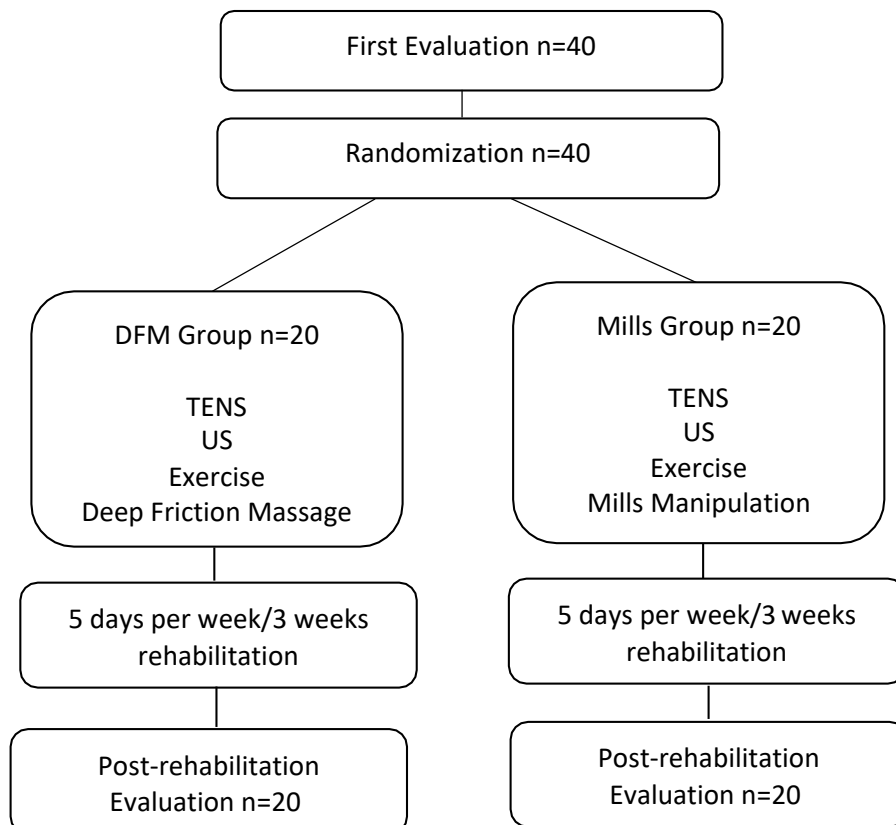 First Evaluation n=40
Randomization n=40
DFM Group n=20
TENS
US
Exercise
Deep Friction Massage
Mills Group n=20
TENS
US
Exercise
Mills Manipulation
5 days per week/3 weeks
rehabilitation
5 days per week/3 weeks
rehabilitation
Post-rehabilitation
Evaluation n=20
Post-rehabilitation
Evaluation n=20